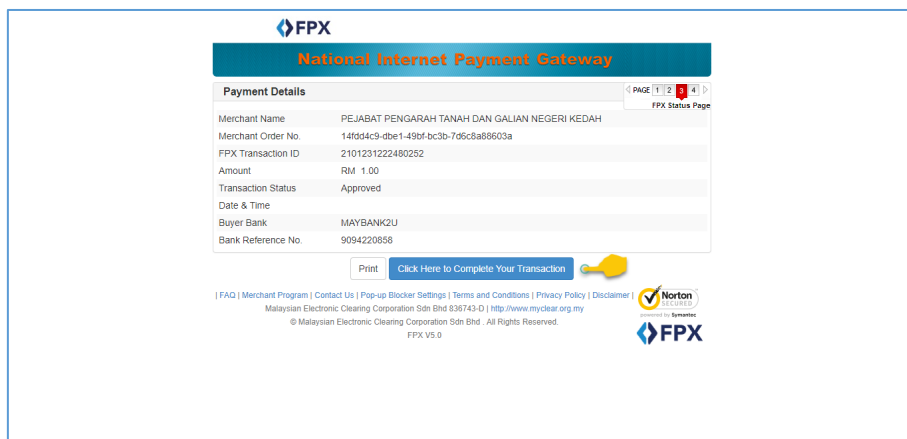 FPX
National Internet Payment Gateway
Payment Details
PAGE 1 2 3 4
FPX Status Page
Merchant Name PEJABAT PENGARAH TANAH DAN GALIAN NEGERI KEDAH
Merchant Order No. 14fdd4c9-dbe1-49bf-bc3b-7d6c8a88603a
FPX Transaction ID 2101231222480252
Amount RM 1.00
Transaction Status Approved
Date & Time
Buyer Bank MAYBANK2U
Bank Reference No. 9094220858
Print Click Here to Complete Your Transaction
| FAQ | Merchant Program | Contact Us | Pop-up Blocker Settings | Terms and Conditions | Privacy Policy | Disclaimer |
Malaysian Electronic Clearing Corporation Sdn Bhd 836743-D | http://www.myclear.org.my
© Malaysian Electronic Clearing Corporation Sdn Bhd . All Rights Reserved.
FPX V5.0
Norton
SECURED
powered by Symantec
FPX